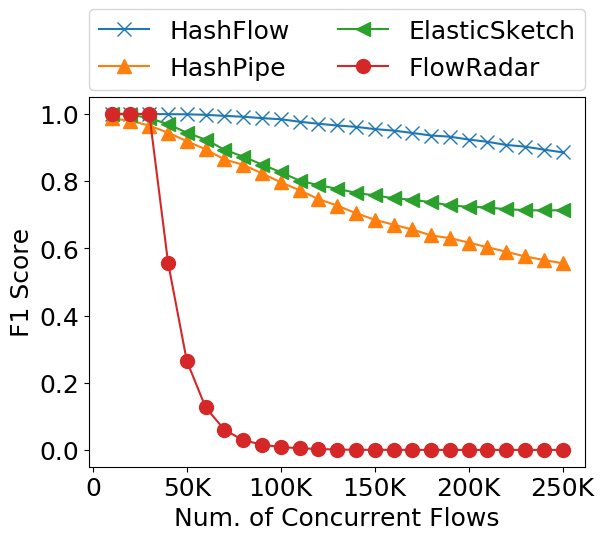 HashFlow ElasticSketch
HashPipe FlowRadar
1.0
0.8
0.6
0.4
0.2
0.0
F1 Score
0 50K 100K 150K 200K 250K
Num. of Concurrent Flows